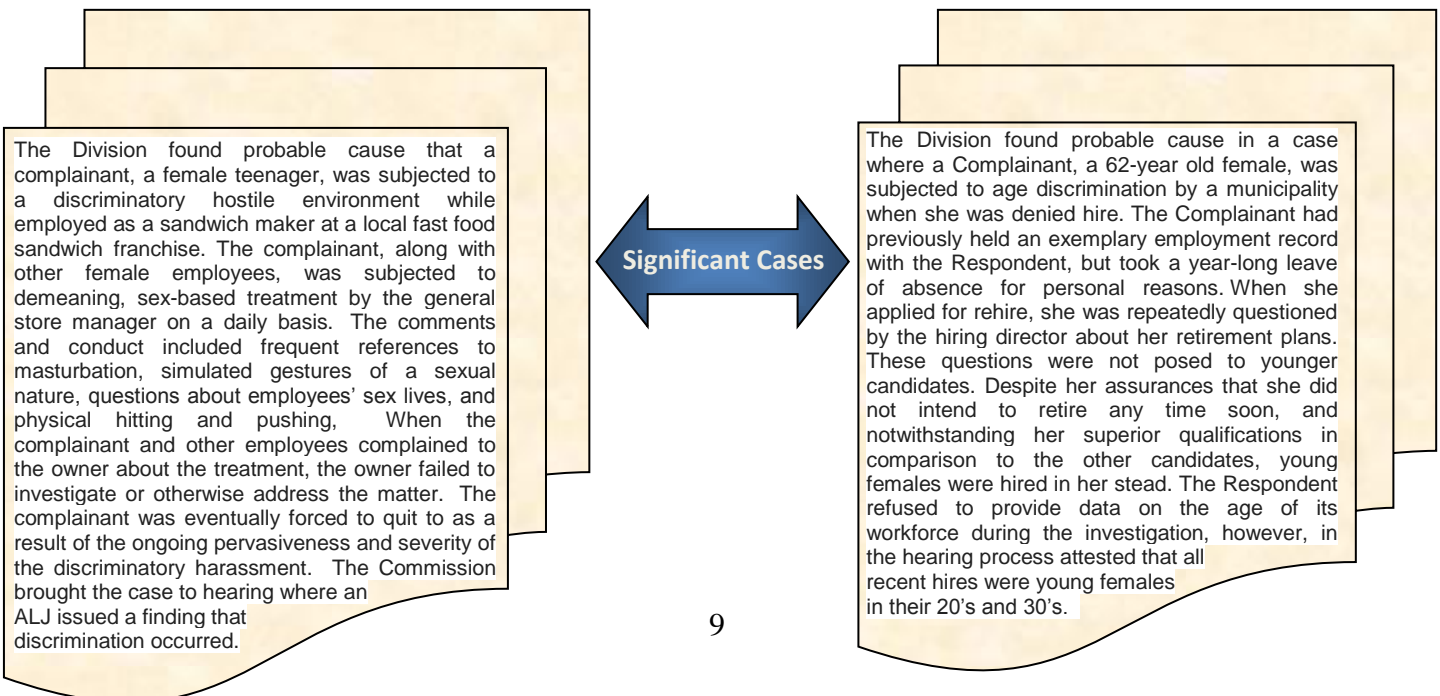 The Division found probable cause that a
complainant, a female teenager, was subjected to
a discriminatory hostile environment while
employed as a sandwich maker at a local fast food
sandwich franchise. The complainant, along with
other female employees, was subjected to
demeaning, sex-based treatment by the general
store manager on a daily basis. The comments
and conduct included frequent references to
masturbation, simulated gestures of a sexual
nature, questions about employees’ sex lives, and
physical hitting and pushing, When the
complainant and other employees complained to
the owner about the treatment, the owner failed to
investigate or otherwise address the matter. The
complainant was eventually forced to quit to as a
result of the ongoing pervasiveness and severity of
the discriminatory harassment. The Commission
brought the case to hearing where an
ALJ issued a finding that
discrimination occurred.
Significant Cases
The Division found probable cause in a case
where a Complainant, a 62-year old female, was
subjected to age discrimination by a municipality
when she was denied hire. The Complainant had
previously held an exemplary employment record
with the Respondent, but took a year-long leave
of absence for personal reasons. When she
applied for rehire, she was repeatedly questioned
by the hiring director about her retirement plans.
These questions were not posed to younger
candidates. Despite her assurances that she did
not intend to retire any time soon, and
notwithstanding her superior qualifications in
comparison to the other candidates, young
females were hired in her stead. The Respondent
refused to provide data on the age of its
workforce during the investigation, however, in
the hearing process attested that all
recent hires were young females
in their 20’s and 30’s.
9